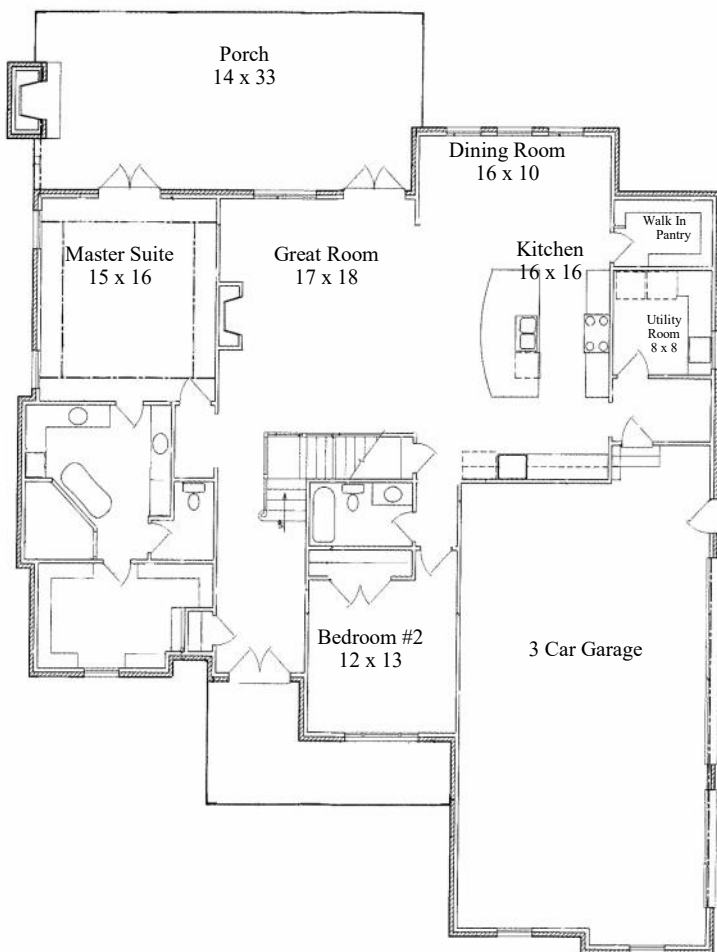 Porch
14 x 33
Dining Room
16 x 10
Master Suite
15 x 16
Great Room
17 x 18
Kitchen
16 x 16
Walk In
Pantry
Utility
Room
8 x 8
Bedroom #2
12 x 13
3 Car Garage